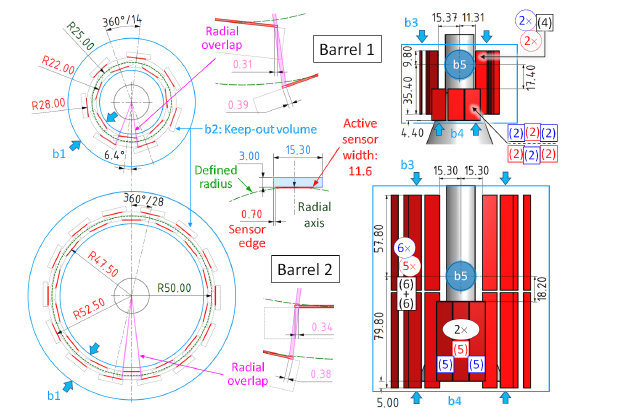 360°/14
R25.00
R22.00
R28.00
Radial
overlap
0.31
0.39
Barrel 1
b1
6.4°
b2: Keep-out volume
3.00
15.30
Active
sensor
width:
11.6
Defined
radius
0.70
Sensor
edge
Radial
axis
360°/28
R47.50
R50.00
R52.50
Radial
overlap
b1
Barrel 2
0.34
0.38
b3
15.37
11.31
2×
(4)
2×
9.80
35.40
4.40
b5
17.40
b4
(2) (2) (2)
(2) (2) (2)
b3
15.30
15.30
57.80
79.80
5.00
6×
5×
(6)
+
(6)
b5
18.20
2×
(5)
(5) (5)
b4